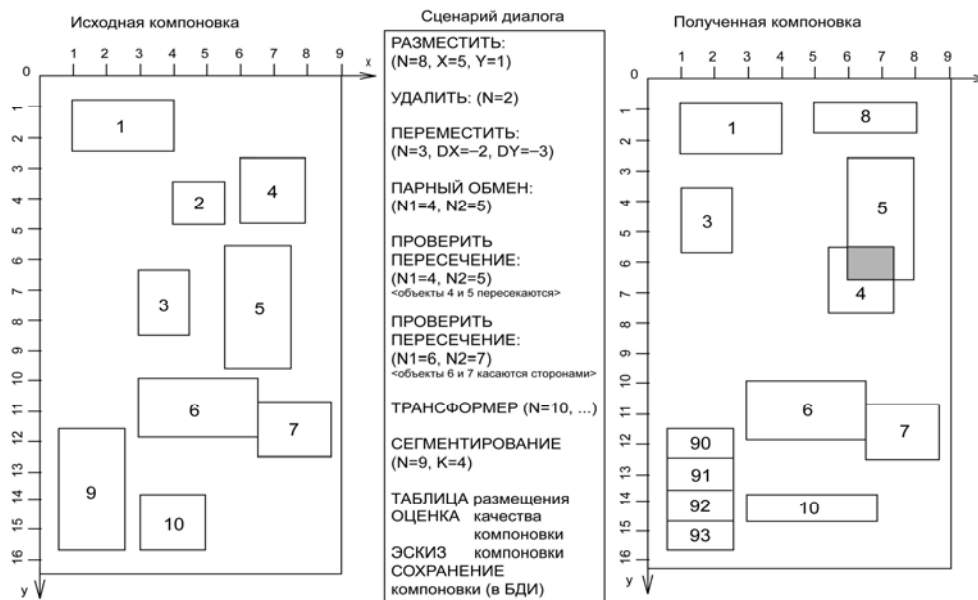 Исходная компоновка
1 2 3 4 5 6 7 8 9
x
0
1
2
3
4
5
6
7
8
9
10
11
12
13
14
15
16
y
1
2
4
3
5
6
7
9
10
Сценарий диалога
РАЗМЕСТИТЬ:
(N=8, X=5, Y=1)
УДАЛИТЬ: (N=2)
ПЕРЕМЕСТИТЬ:
(N=3, DX=–2, DY=–3)
ПАРНЫЙ ОБМЕН:
(N1=4, N2=5)
ПРОВЕРИТЬ
ПЕРЕСЕЧЕНИЕ:
(N1=4, N2=5)
<объекты 4 и 5 пересекаются>
ПРОВЕРИТЬ
ПЕРЕСЕЧЕНИЕ:
(N1=6, N2=7)
<объекты 6 и 7 касаются сторонами>
ТРАНСФОРМЕР (N=10, ...)
СЕГМЕНТИРОВАНИЕ
(N=9, K=4)
ТАБЛИЦА размещения
ОЦЕНКА качества
компоновки
ЭСКИЗ компоновки
СОХРАНЕНИЕ
компоновки (в БДИ)
Полученная компоновка
1 2 3 4 5 6 7 8 9
0
1
2
3
4
5
6
7
8
9
10
11
12
13
14
15
16
y
1
8
3
5
4
6
7
90
91
92
93
10